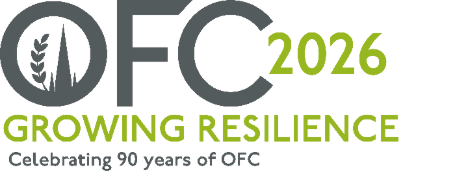 OFC 2026
GROWING RESILIENCE
Celebrating 90 years of OFC